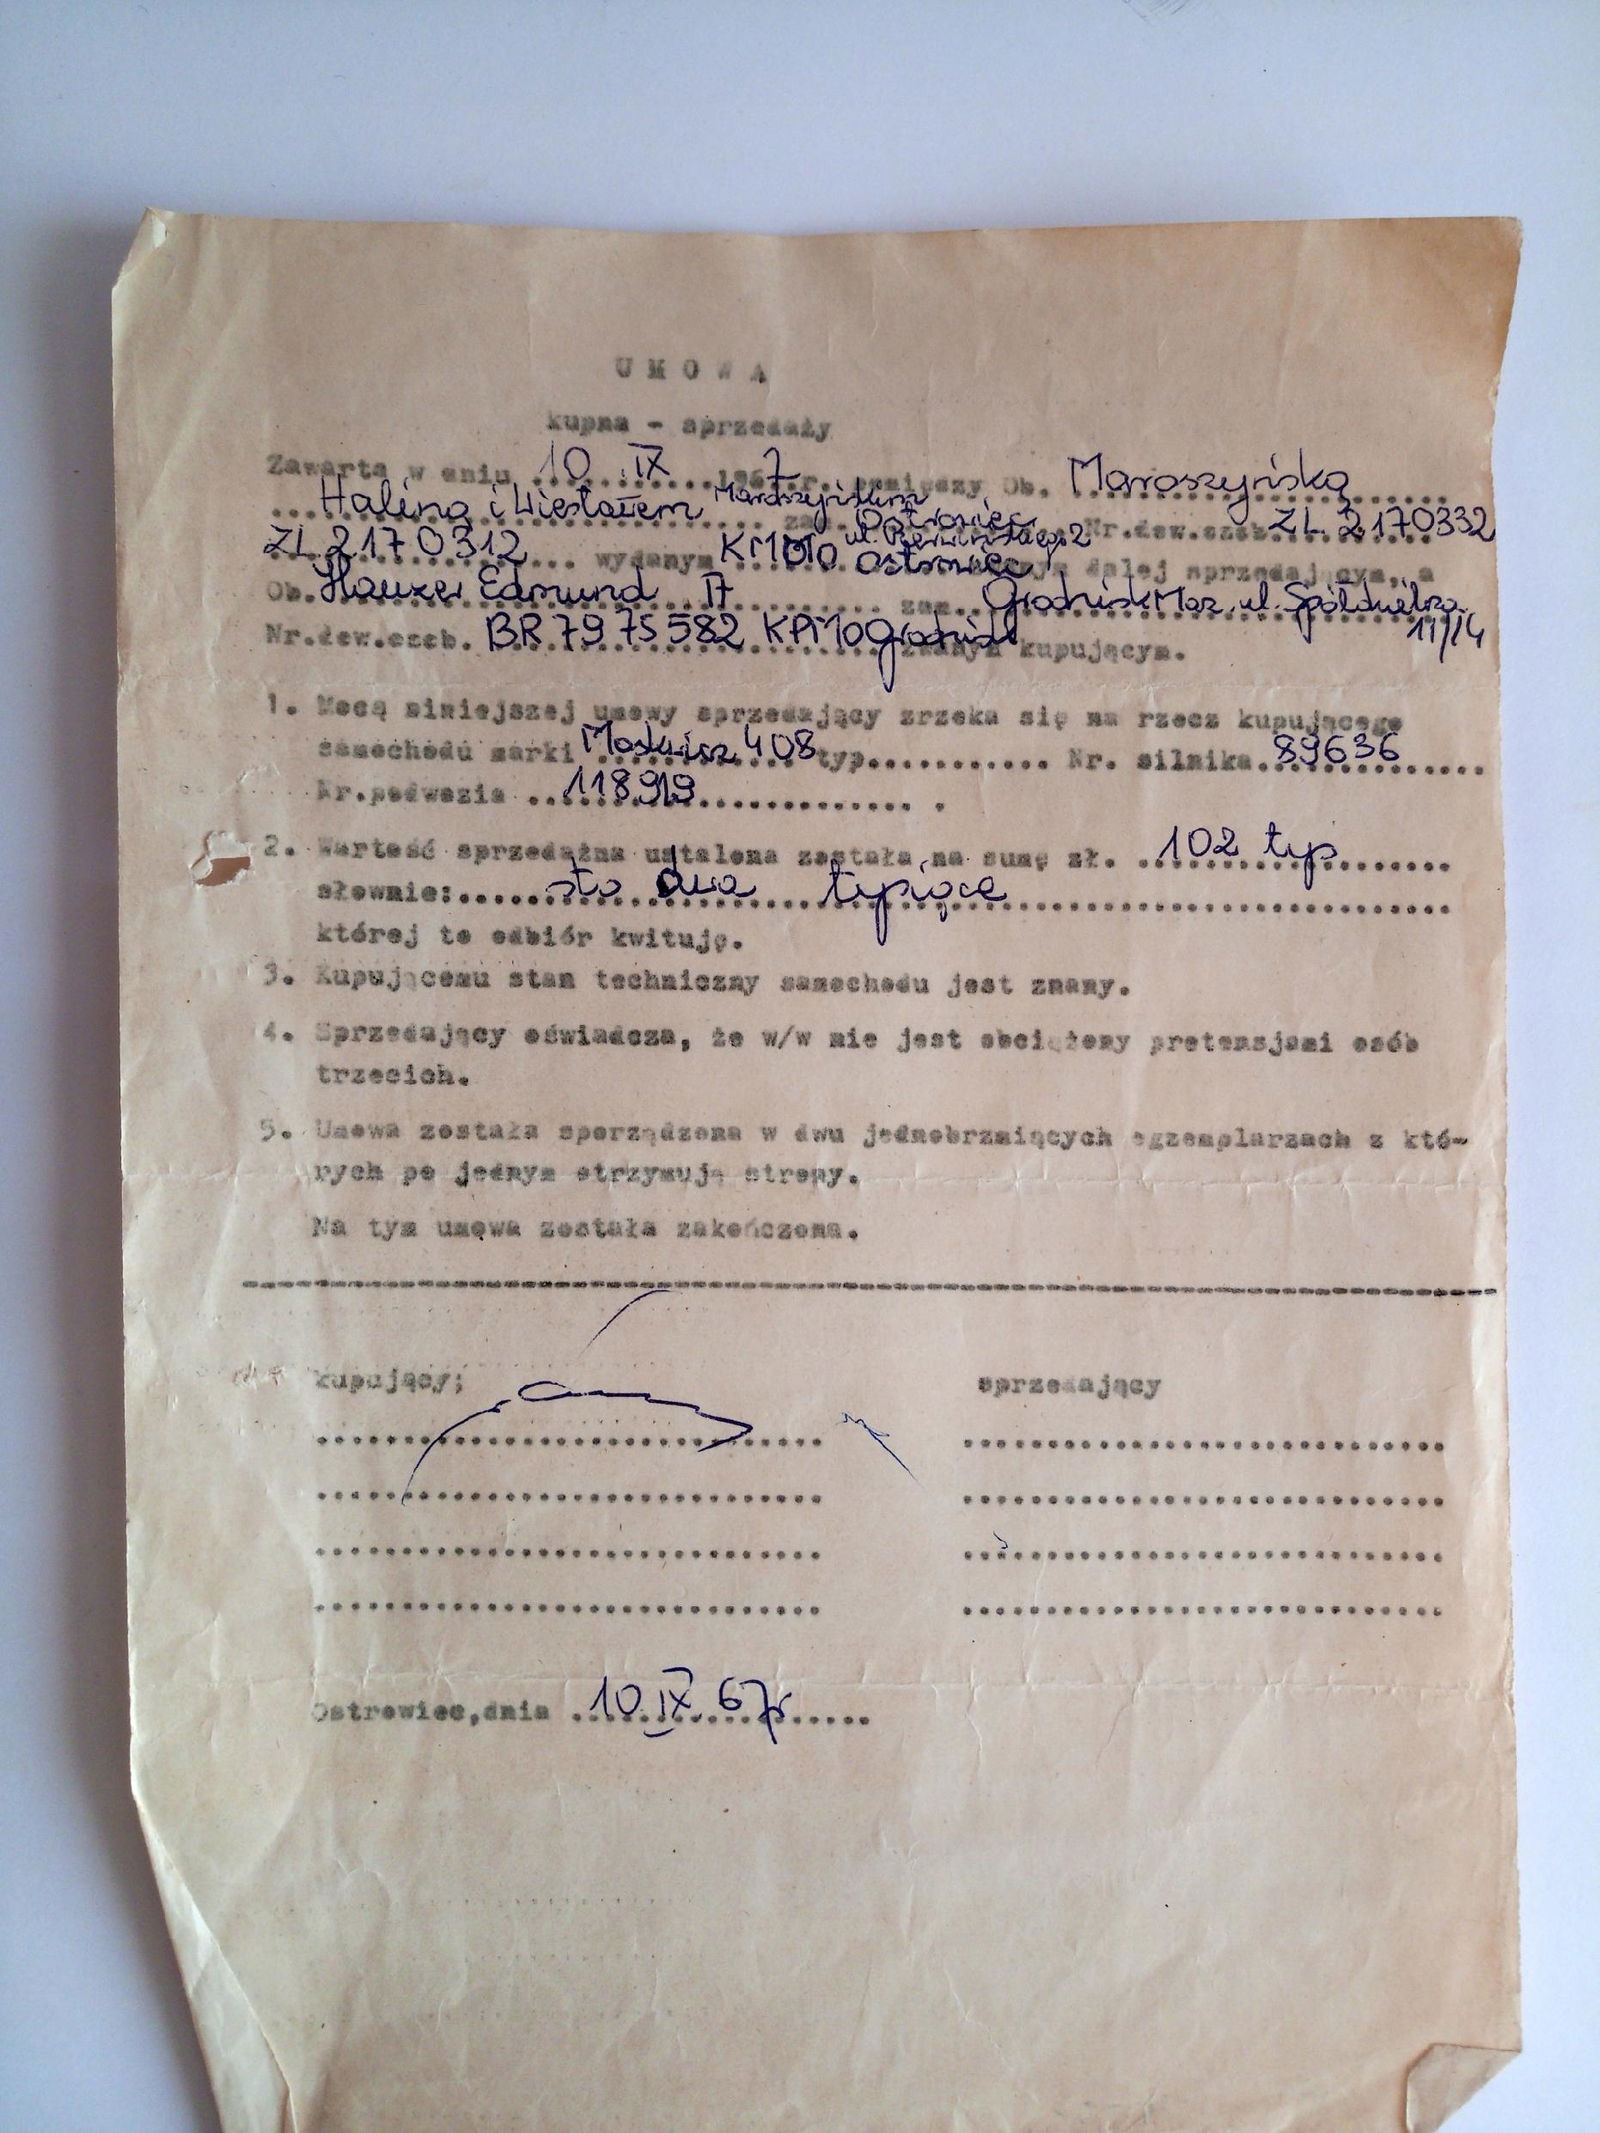 UMOWA
kupna - sprzedaży
Zawarta w dniu 10 IX 1967 r. pomiędzy Ob. Maroszyńską
Haliną i Wiesławem Maroszyńskim zam. Ostrowiec Nr.dow.osob. ZL 2170332
ul. 2
ZL 2170312 wydanym KMMO Ostrowiec dalej sprzedającym, a
Ob. Hauzer Edmund zam. Grodzisk Maz. ul. Spółdzielcza
11/14
Nr.dow.osob. BR 7975582 KPMO Grodzisk zwanym kupującym.
1. Mocą niniejszej umowy sprzedający zrzeka się na rzecz kupującego
samochodu marki Moskwicz 408 typ............ Nr. silnika 89636
Nr.podwozia 118919
2. Wartość sprzedażna ustalona została na sumę zł. 102 tys
słownie: sto dwa tysiące
której to odbiór kwituję.
3. Kupującemu stan techniczny samochodu jest znany.
4. Sprzedający oświadcza, że w/w nie jest obciążony pretensjami osób
trzecich.
5. Umowa została sporządzona w dwu jednobrzmiących egzemplarzach z któ-
rych po jednym otrzymują strony.
Na tym umowa została zakończona.
kupujący; sprzedający
Ostrowiec,dnia 10 IX 67r